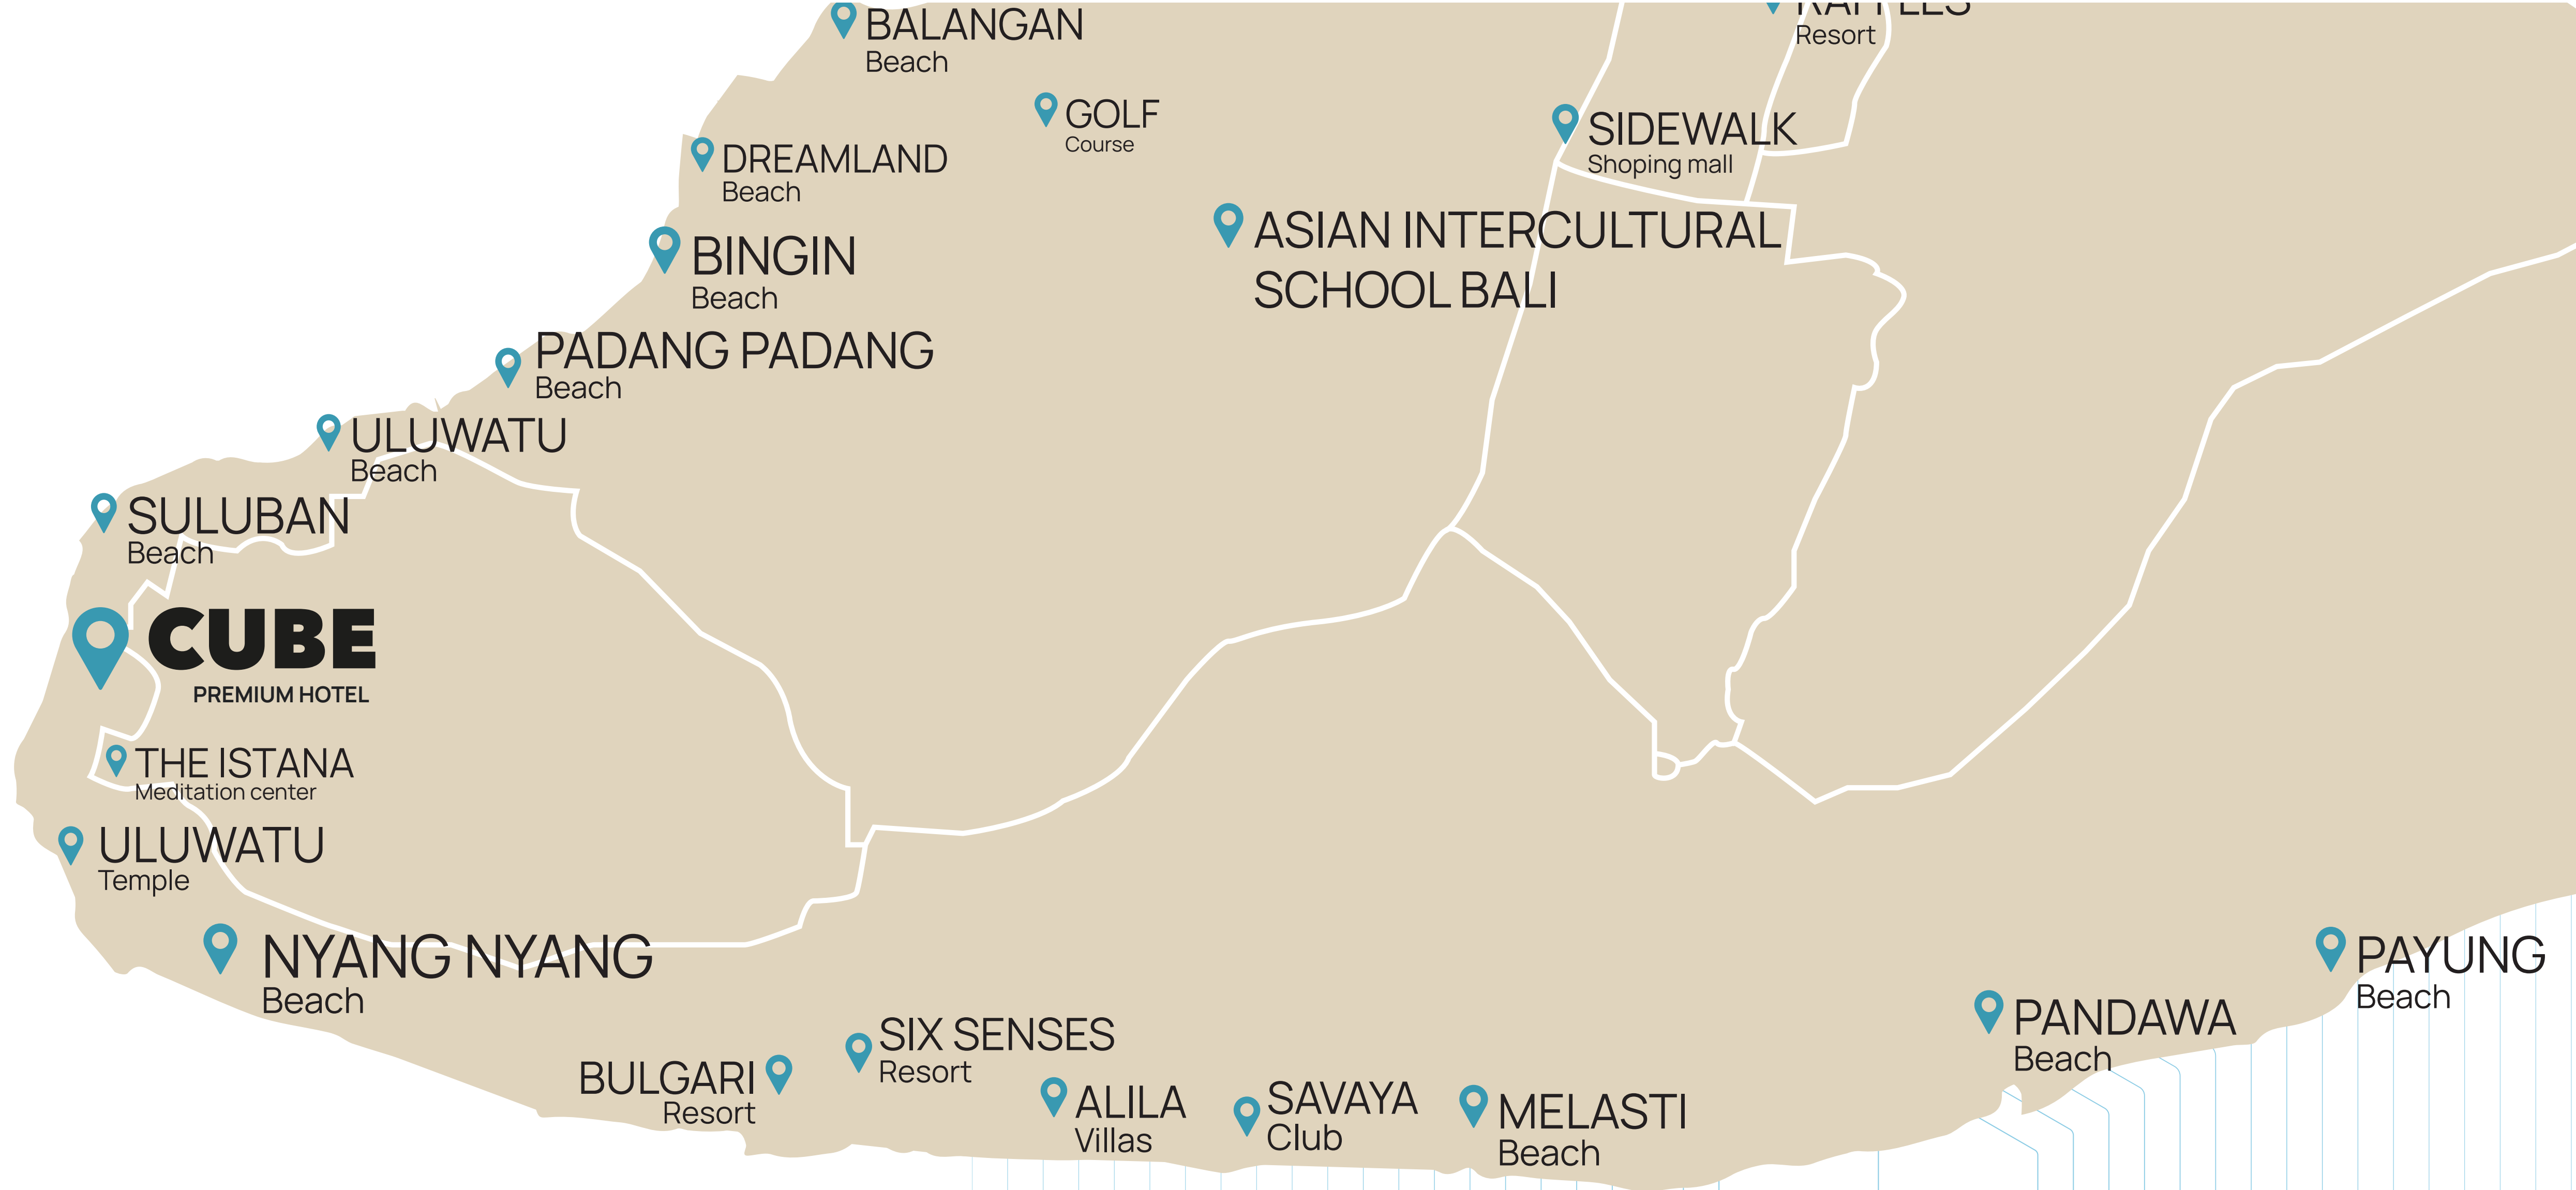 BALANGAN
Beach
Resort
GOLF
Course
SIDEWALK
Shoping mall
DREAMLAND
Beach
ASIAN INTERCULTURAL
SCHOOL BALI
BINGIN
Beach
PADANG PADANG
Beach
ULUWATU
Beach
SULUBAN
Beach
CUBE
PREMIUM HOTEL
THE ISTANA
Meditation center
ULUWATU
Temple
NYANG NYANG
Beach
PAYUNG
Beach
PANDAWA
Beach
SIX SENSES
Resort
BULGARI
Resort
ALILA
Villas
SAVAYA
Club
MELASTI
Beach